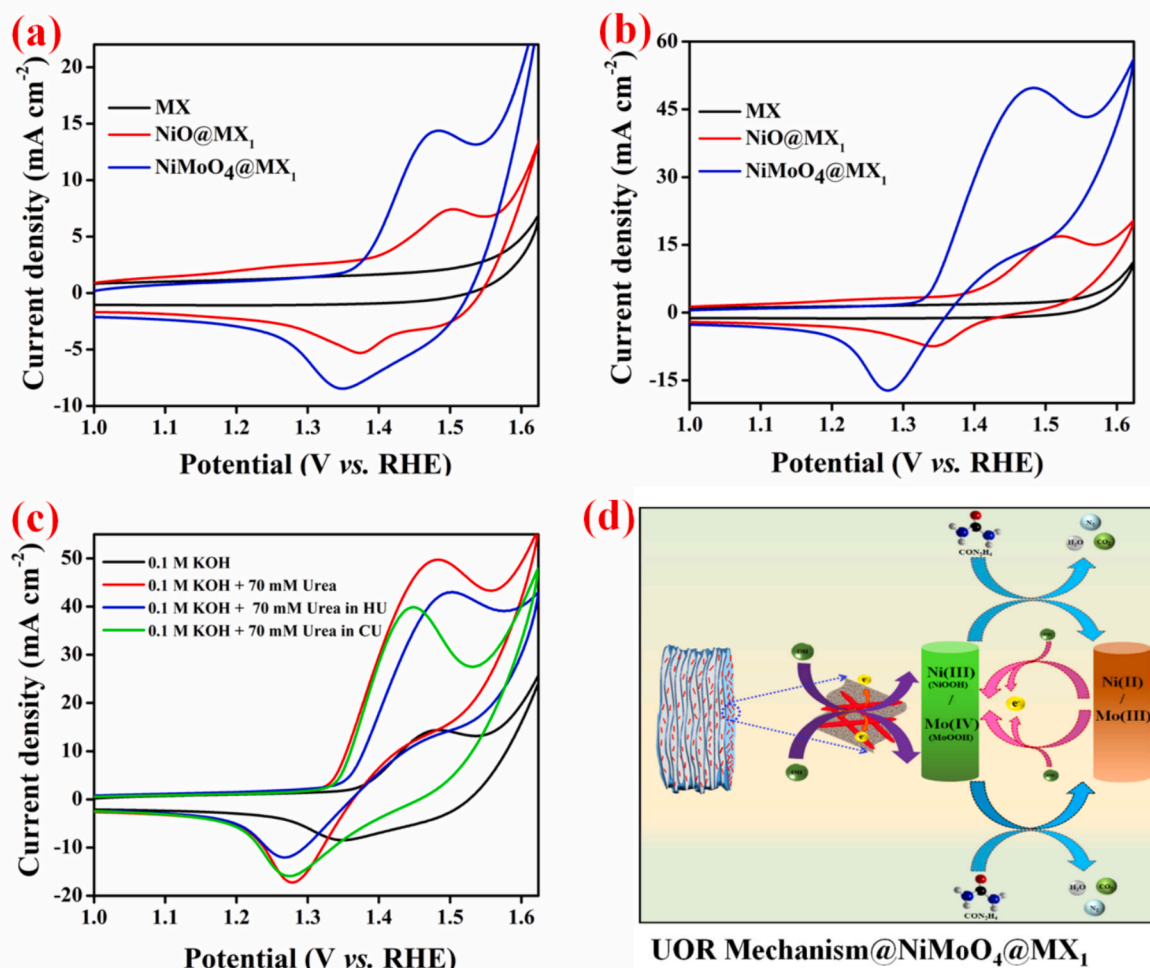 (a)
20
15
10
5
0
-5
-10
Current density (mA cm⁻²)
MX
NiO@MX₁
NiMoO₄@MX₁
1.0 1.1 1.2 1.3 1.4 1.5 1.6
Potential (V vs. RHE)
(b)
60
45
30
15
0
-15
Current density (mA cm⁻²)
MX
NiO@MX₁
NiMoO₄@MX₁
1.0 1.1 1.2 1.3 1.4 1.5 1.6
Potential (V vs. RHE)
(c)
50
40
30
20
10
0
-10
-20
Current density (mA cm⁻²)
0.1 M KOH
0.1 M KOH + 70 mM Urea
0.1 M KOH + 70 mM Urea in HU
0.1 M KOH + 70 mM Urea in CU
1.0 1.1 1.2 1.3 1.4 1.5 1.6
Potential (V vs. RHE)
(d)
CON₂H₄
N₂
H₂O
CO₂
Ni(III)
(NiOOH)
/
Mo(IV)
(MoOOH)
e⁻
Ni(II)
/
Mo(III)
CON₂H₄
H₂O
CO₂
N₂
UOR Mechanism@NiMoO₄@MX₁